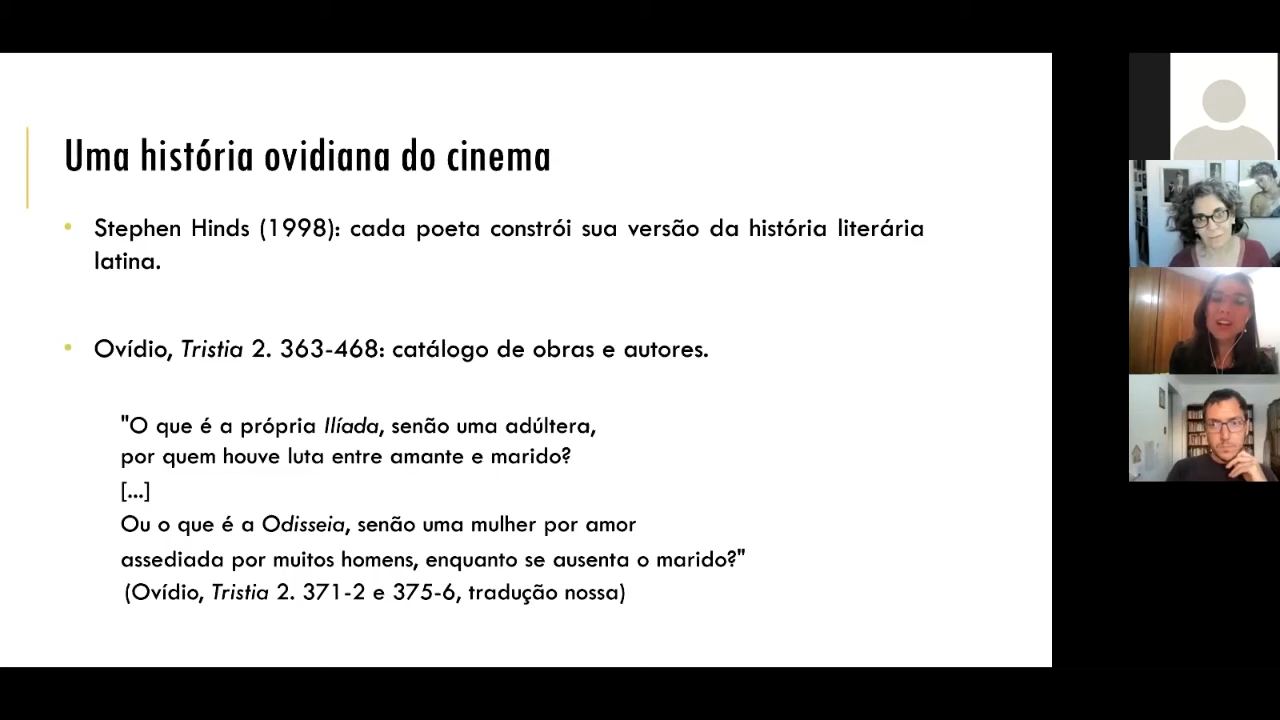 Uma história ovidiana do cinema
• Stephen Hinds (1998): cada poeta constrói sua versão da história literária
latina.
• Ovídio, Tristia 2. 363-468: catálogo de obras e autores.
"O que é a própria Ilíada, senão uma adúltera,
por quem houve luta entre amante e marido?
[...]
Ou o que é a Odisseia, senão uma mulher por amor
assediada por muitos homens, enquanto se ausenta o marido?"
(Ovídio, Tristia 2. 371-2 e 375-6, tradução nossa)